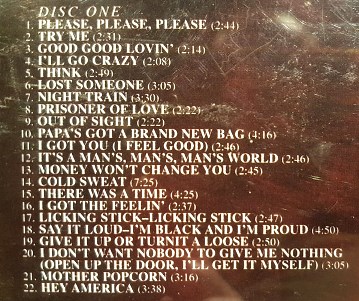 DISC ONE
1. PLEASE, PLEASE, PLEASE (2:44)
2. TRY ME (2:31)
3. GOOD GOOD LOVIN' (2:14)
4. I'LL GO CRAZY (2:08)
5. THINK (2:49)
6. LOST SOMEONE (3:05)
7. NIGHT TRAIN (3:30)
8. PRISONER OF LOVE (2:22)
9. OUT OF SIGHT (2:22)
10. PAPA'S GOT A BRAND NEW BAG (4:16)
11. I GOT YOU (I FEEL GOOD) (2:46)
12. IT'S A MAN'S, MAN'S, MAN'S WORLD (2:46)
13. MONEY WON'T CHANGE YOU (2:45)
14. COLD SWEAT (7:25)
15. THERE WAS A TIME (4:25)
16. I GOT THE FEELIN' (2:37)
17. LICKING STICK–LICKING STICK (2:47)
18. SAY IT LOUD–I'M BLACK AND I'M PROUD (4:50)
19. GIVE IT UP OR TURNIT A LOOSE (2:50)
20. I DON'T WANT NOBODY TO GIVE ME NOTHING
(OPEN UP THE DOOR, I'LL GET IT MYSELF) (3:05)
21. MOTHER POPCORN (3:16)
22. HEY AMERICA (3:38)